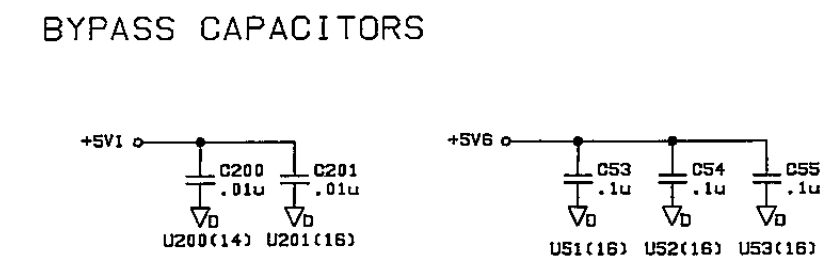 BYPASS CAPACITORS
+5VI
C200
.01u
C201
.01u
D
D
U200(14) U201(16)
+5V6
C53
.1u
C54
.1u
C55
.1u
D
D
D
U51(16) U52(16) U53(16)